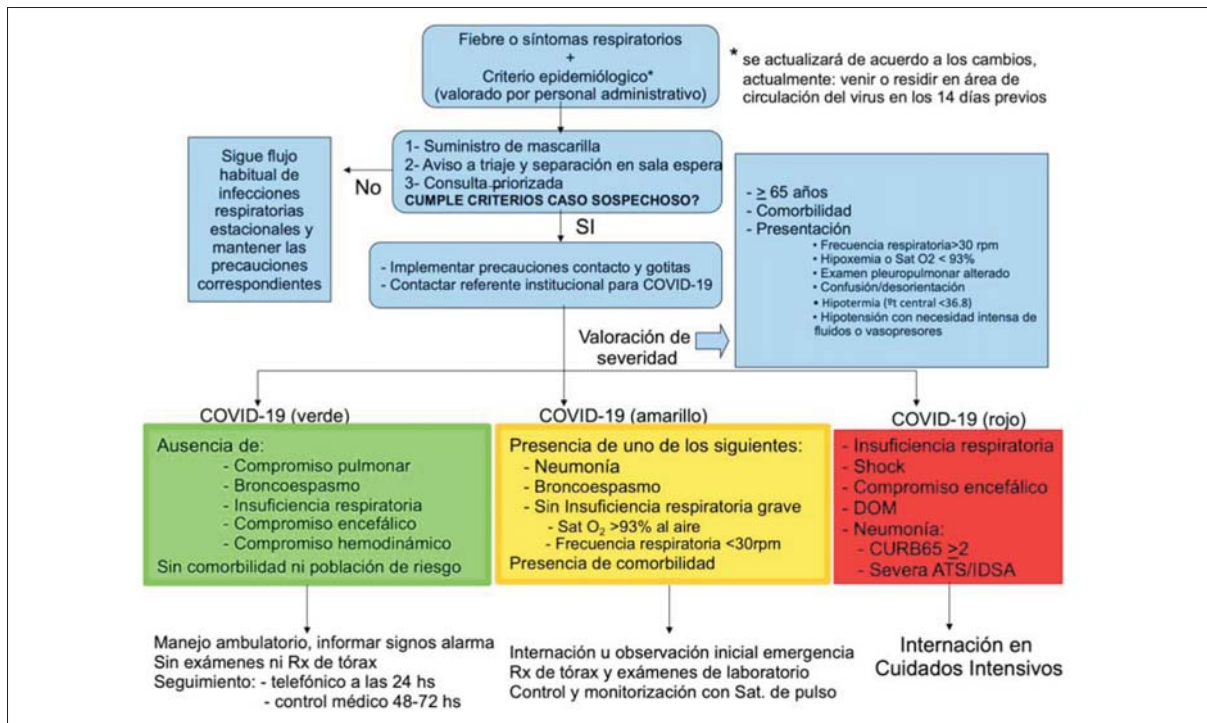 Fiebre o síntomas respiratorios
+
Criterio epidemiológico*
(valorado por personal administrativo)
* se actualizará de acuerdo a los cambios,
actualmente: venir o residir en área de
circulación del virus en los 14 días previos
1- Suministro de mascarilla
2- Aviso a triaje y separación en sala espera
3- Consulta priorizada
CUMPLE CRITERIOS CASO SOSPECHOSO?
No
Sigue flujo
habitual de
infecciones
respiratorias
estacionales y
mantener las
precauciones
correspondientes
SI
- Implementar precauciones contacto y gotitas
- Contactar referente institucional para COVID-19
Valoración de
severidad
- ≥ 65 años
- Comorbilidad
- Presentación
• Frecuencia respiratoria>30 rpm
• Hipoxemia o Sat O2 < 93%
• Examen pleuropulmonar alterado
• Confusión/desorientación
• Hipotermia (ºt central <36.8)
• Hipotensión con necesidad intensa de
fluidos o vasopresores
COVID-19 (verde)
Ausencia de:
- Compromiso pulmonar
- Broncoespasmo
- Insuficiencia respiratoria
- Compromiso encefálico
- Compromiso hemodinámico
Sin comorbilidad ni población de riesgo
Manejo ambulatorio, informar signos alarma
Sin exámenes ni Rx de tórax
Seguimiento: - telefónico a las 24 hs
- control médico 48-72 hs
COVID-19 (amarillo)
Presencia de uno de los siguientes:
- Neumonía
- Broncoespasmo
- Sin Insuficiencia respiratoria grave
- Sat O₂ >93% al aire
- Frecuencia respiratoria <30rpm
Presencia de comorbilidad
Internación u observación inicial emergencia
Rx de tórax y exámenes de laboratorio
Control y monitorización con Sat. de pulso
COVID-19 (rojo)
- Insuficiencia respiratoria
- Shock
- Compromiso encefálico
- DOM
- Neumonía:
- CURB65 ≥2
- Severa ATS/IDSA
Internación en
Cuidados Intensivos